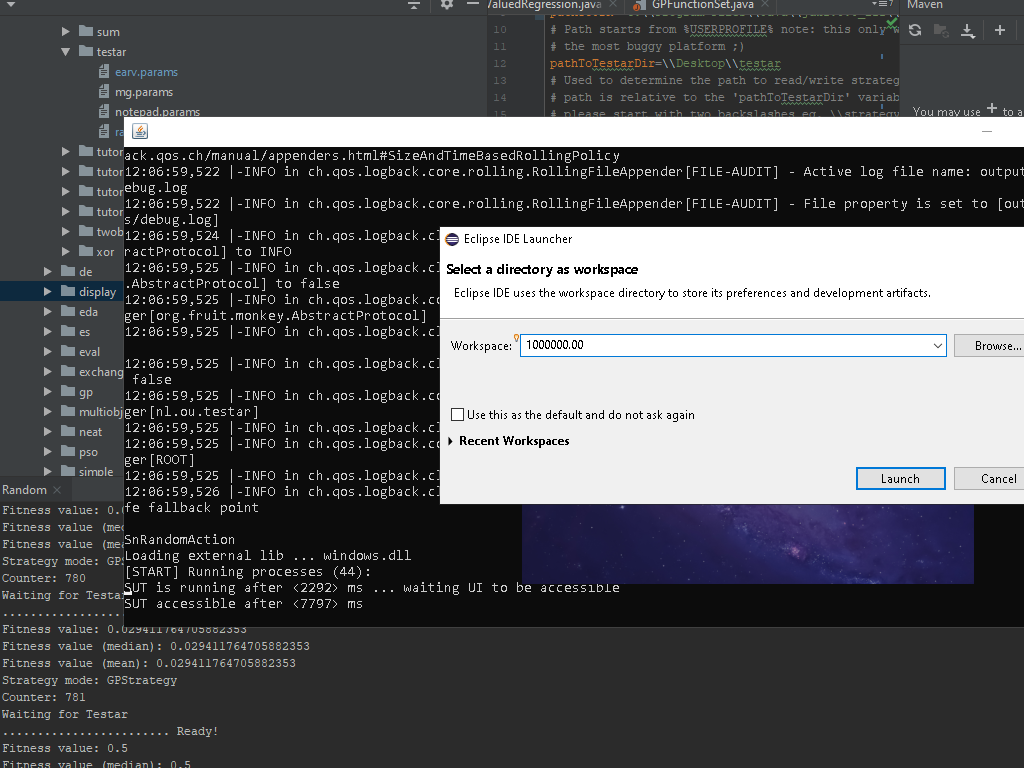 sum
testar
earv.params
mg.params
notepad.params
ra
tutor
tutor
tutor
tutor
twob
xor
de
display
eda
es
eval
exchang
gp
multiobj
neat
pso
simple
ValuedRegression.java
GPFunctionSet.java
Maven
10 # Path starts from %USERPROFILE% note: this only w
11 # the most buggy platform ;)
12 pathToTestarDir=\\Desktop\\testar
13 # Used to determine the path to read/write strateg
14 # path is relative to the 'pathToTestarDir' variab
15 # please start with two backslashes eg. \\strategy
You may use + to a
ack.qos.ch/manual/appenders.html#SizeAndTimeBasedRollingPolicy
12:06:59,522 |-INFO in ch.qos.logback.core.rolling.RollingFileAppender[FILE-AUDIT] - Active log file name: output
ebug.log
12:06:59,522 |-INFO in ch.qos.logback.core.rolling.RollingFileAppender[FILE-AUDIT] - File property is set to [out
s/debug.log]
12:06:59,524 |-INFO in ch.qos.logback.cl
ractProtocol] to INFO
12:06:59,525 |-INFO in ch.qos.logback.cl
.AbstractProtocol] to false
12:06:59,525 |-INFO in ch.qos.logback.co
ger[org.fruit.monkey.AbstractProtocol]
12:06:59,525 |-INFO in ch.qos.logback.cl
12:06:59,525 |-INFO in ch.qos.logback.cl
false
12:06:59,525 |-INFO in ch.qos.logback.co
ger[nl.ou.testar]
12:06:59,525 |-INFO in ch.qos.logback.cl
12:06:59,525 |-INFO in ch.qos.logback.co
ger[ROOT]
12:06:59,525 |-INFO in ch.qos.logback.cl
12:06:59,526 |-INFO in ch.qos.logback.cl
fe fallback point
SnRandomAction
Loading external lib ... windows.dll
[START] Running processes (44):
SUT is running after <2292> ms ... waiting UI to be accessible
SUT accessible after <7797> ms
Eclipse IDE Launcher
Select a directory as workspace
Eclipse IDE uses the workspace directory to store its preferences and development artifacts.
Workspace: 1000000.00 Browse...
Use this as the default and do not ask again
Recent Workspaces
Launch Cancel
Random
Fitness value: 0.0
Fitness value (med
Fitness value (mea
Strategy mode: GPS
Counter: 780
Waiting for Testa
Fitness value: 0.029411764705882353
Fitness value (median): 0.029411764705882353
Fitness value (mean): 0.029411764705882353
Strategy mode: GPStrategy
Counter: 781
Waiting for Testar
........................ Ready!
Fitness value: 0.5
Fitness value (median): 0.5